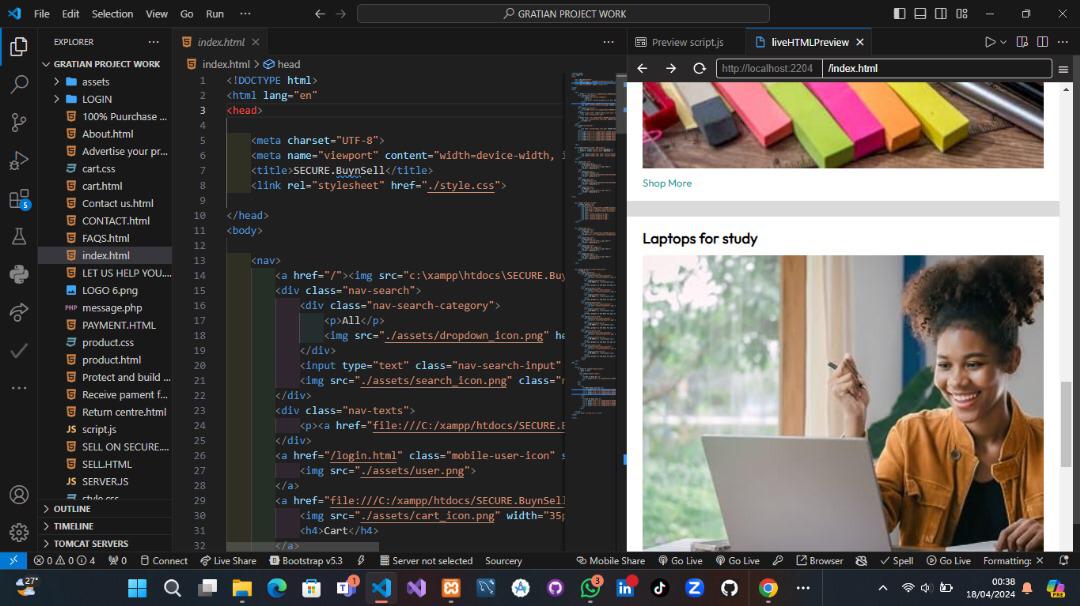 File Edit Selection View Go Run ··· GRATIAN PROJECT WORK
EXPLORER ···
GRATIAN PROJECT WORK
assets
LOGIN
100% Puurchase ...
About.html
Advertise your pr...
cart.css
cart.html
Contact us.html
CONTACT.html
FAQS.html
index.html
LET US HELP YOU...
LOGO 6.png
message.php
PAYMENT.HTML
product.css
product.html
Protect and build ...
Receive pament f...
Return centre.html
script.js
SELL ON SECURE....
SELL.HTML
SERVER.JS
style.css
OUTLINE
TIMELINE
TOMCAT SERVERS
5
index.html
index.html > head
1 <!DOCTYPE html>
2 <html lang="en"
3 <head>
4
5 <meta charset="UTF-8">
6 <meta name="viewport" content="width=device-width, i
7 <title>SECURE.BuynSell</title>
8 <link rel="stylesheet" href="./style.css">
9
10 </head>
11 <body>
12
13 <nav>
14 <a href="/"><img src="c:\xampp\htdocs\SECURE.Buy
15 <div class="nav-search">
16 <div class="nav-search-category">
17 <p>All</p>
18 <img src="./assets/dropdown_icon.png" he
19 </div>
20 <input type="text" class="nav-search-input"
21 <img src="./assets/search_icon.png" class="n
22 </div>
23 <div class="nav-texts">
24 <p><a href="file:///C:/xampp/htdocs/SECURE.B
25 </div>
26 <a href="/login.html" class="mobile-user-icon" s
27 <img src="./assets/user.png">
28 </a>
29 <a href="file:///C:/xampp/htdocs/SECURE.BuynSell
30 <img src="./assets/cart_icon.png" width="35p
31 <h4>Cart</h4>
32 </a>
Preview script.js liveHTMLPreview
http://localhost:2204 /index.html
Shop More
Laptops for study
0 0 4 0 Connect Live Share Bootstrap v5.3 Server not selected Sourcery Mobile Share Go Live Go Live Browser Spell Go Live Formatting: ×
27° 1 3 00:38
18/04/2024